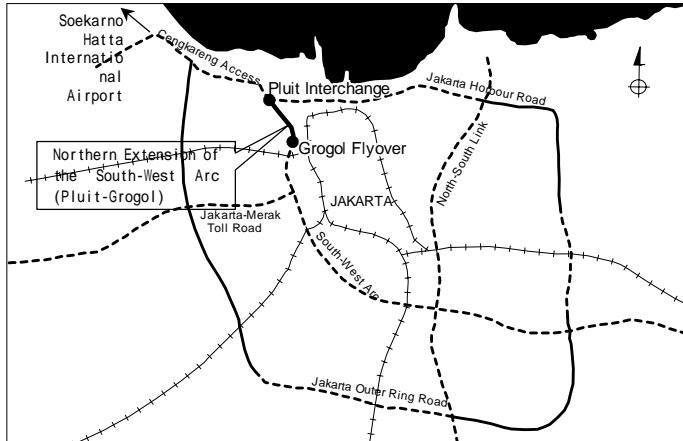 Soekarno
Hatta
Internatio
nal
Airport
Cengkareng Access
Pluit Interchange
Jakarta Horbour Road
Northern Extension of
the South-West Arc
(Pluit-Grogol)
Grogol Flyover
North-South Link
JAKARTA
Jakarta-Merak
Toll Road
South-West Arc
Jakarta Outer Ring Road